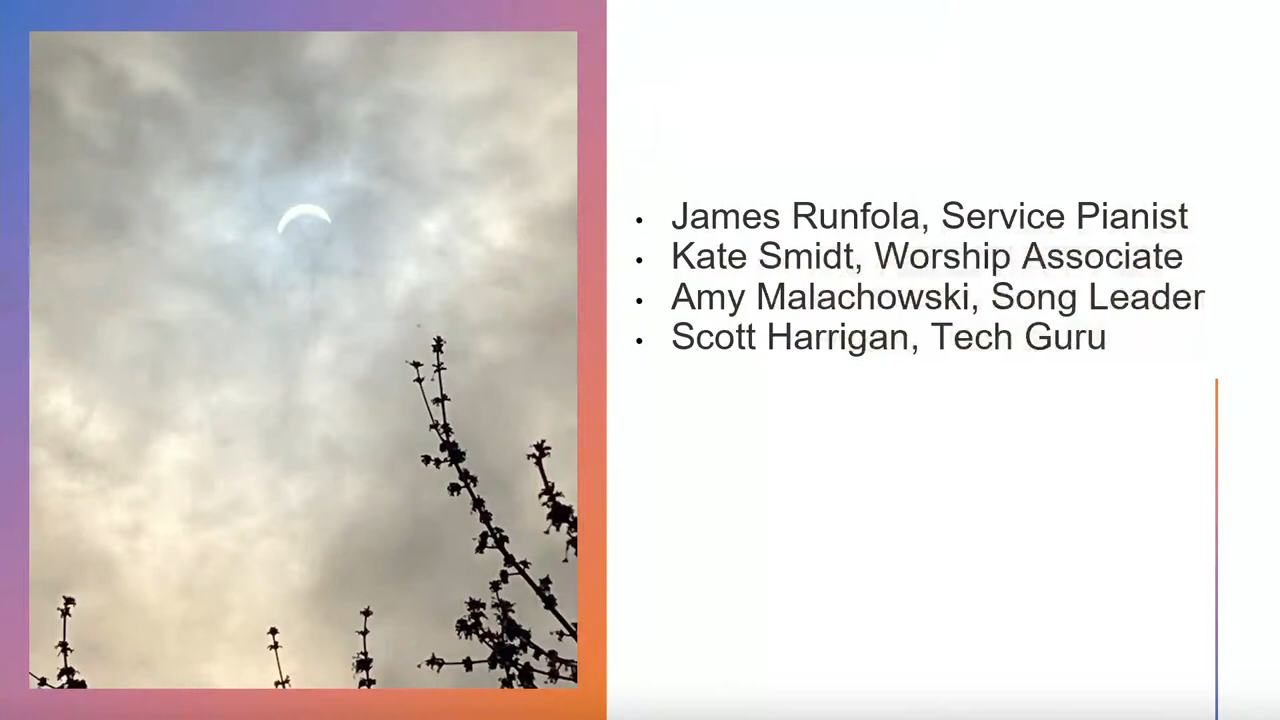 • James Runfola, Service Pianist
• Kate Smidt, Worship Associate
• Amy Malachowski, Song Leader
• Scott Harrigan, Tech Guru